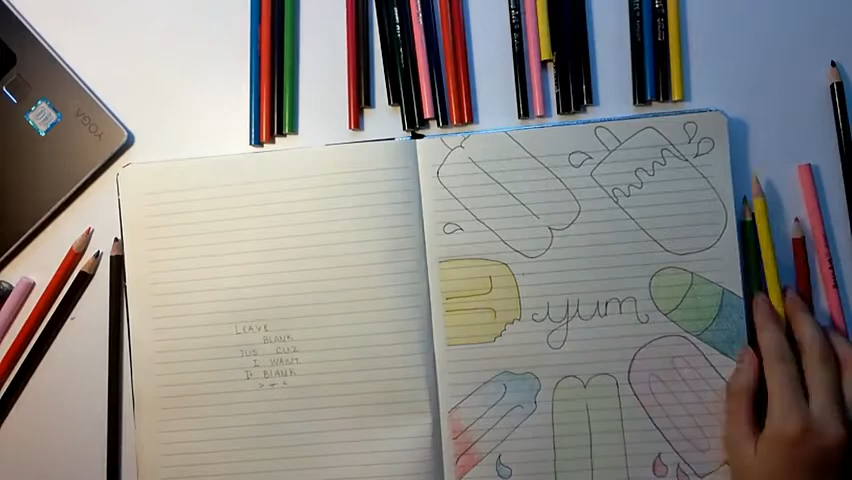 YOGA
LEAVE
BLANK
JUS CUZ
I WANT
It BLANK
yum